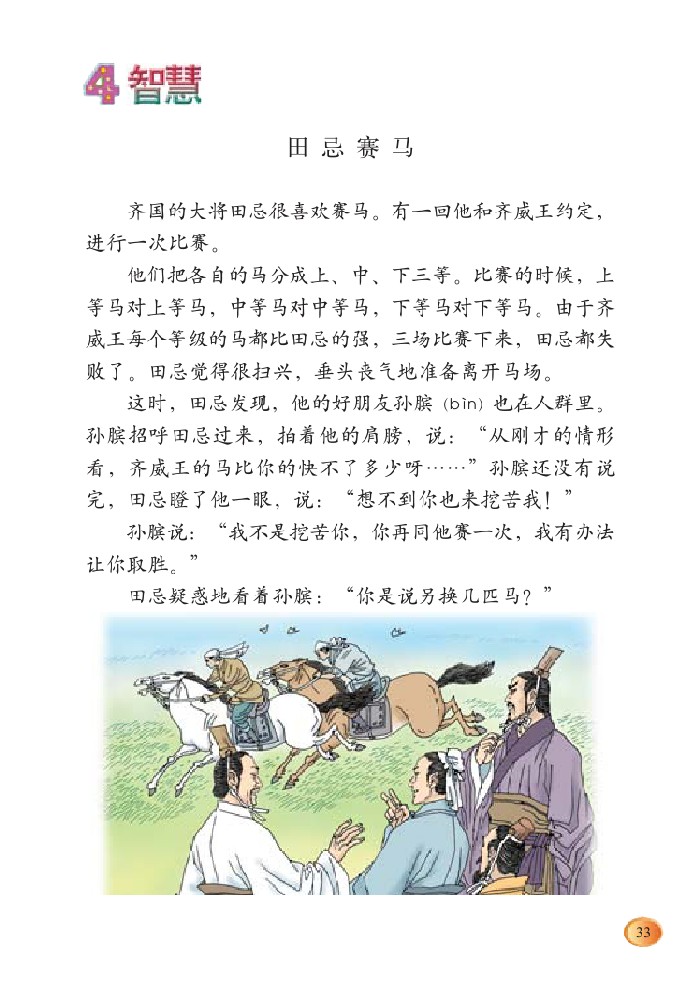 4 智慧
田忌赛马
齐国的大将田忌很喜欢赛马。有一回他和齐威王约定，
进行一次比赛。
他们把各自的马分成上、中、下三等。比赛的时候，上
等马对上等马，中等马对中等马，下等马对下等马。由于齐
威王每个等级的马都比田忌的强，三场比赛下来，田忌都失
败了。田忌觉得很扫兴，垂头丧气地准备离开马场。
这时，田忌发现，他的好朋友孙膑（bìn）也在人群里。
孙膑招呼田忌过来，拍着他的肩膀，说：“从刚才的情形
看，齐威王的马比你的快不了多少呀……”孙膑还没有说
完，田忌瞪了他一眼，说：“想不到你也来挖苦我！”
孙膑说：“我不是挖苦你，你再同他赛一次，我有办法
让你取胜。”
田忌疑惑地看着孙膑：“你是说另换几匹马？”
33